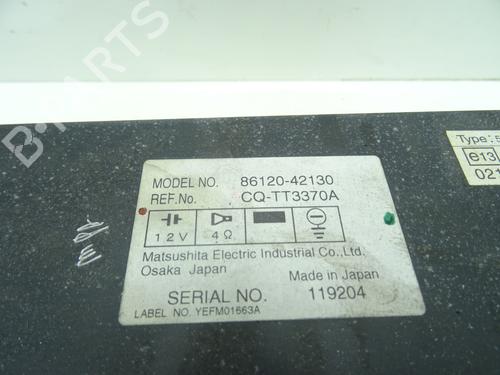 B-PARTS
Type:
e13
021
MODEL NO. 86120-42130
REF.No. CQ-TT3370A
12V 4Ω
Matsushita Electric Industrial Co.,Ltd.
Osaka Japan Made in Japan
SERIAL NO. 119204
LABEL NO. YEFM01663A